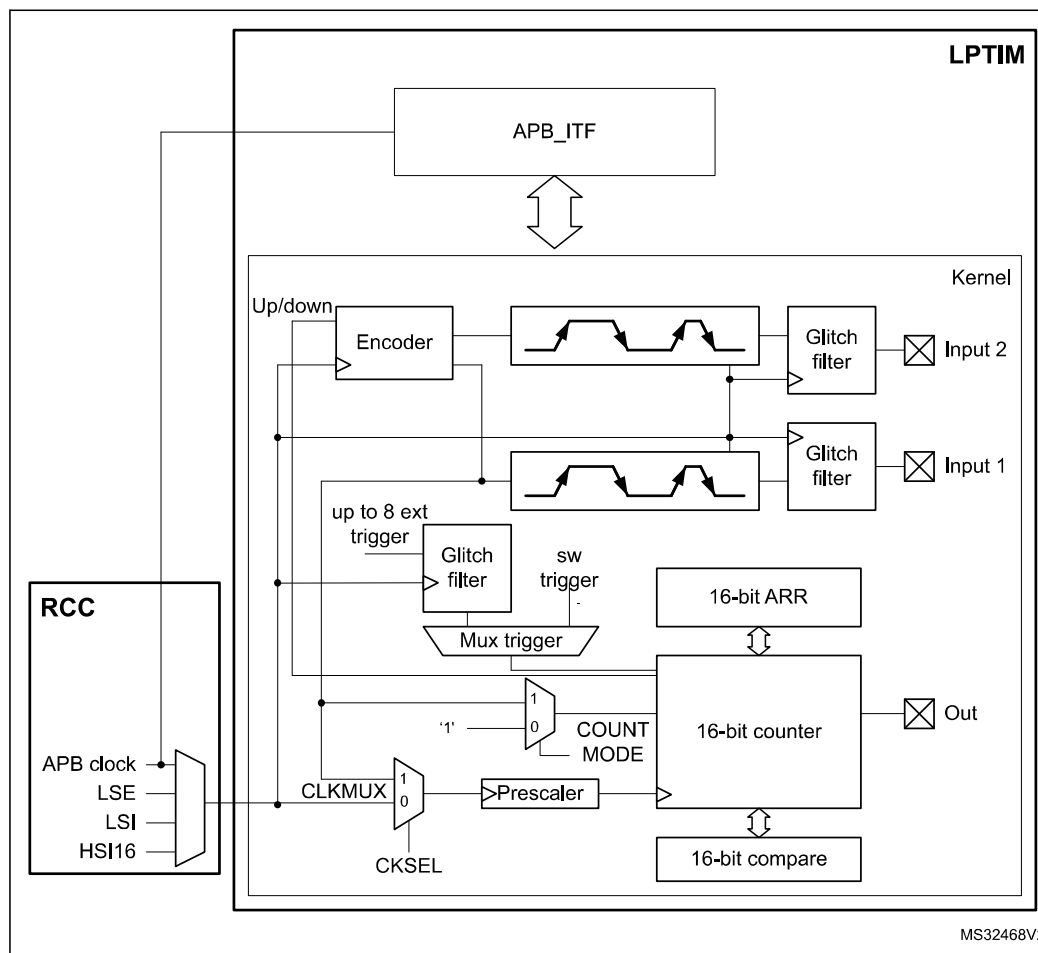 LPTIM
APB_ITF
Kernel
Up/down
Encoder
Glitch
filter
Input 2
Glitch
filter
Input 1
up to 8 ext
trigger
Glitch
filter
sw
trigger
Mux trigger
16-bit ARR
RCC
1
'1'
0
COUNT
MODE
16-bit counter
Out
APB clock
LSE
LSI
HSI16
CLKMUX
1
0
Prescaler
CKSEL
16-bit compare